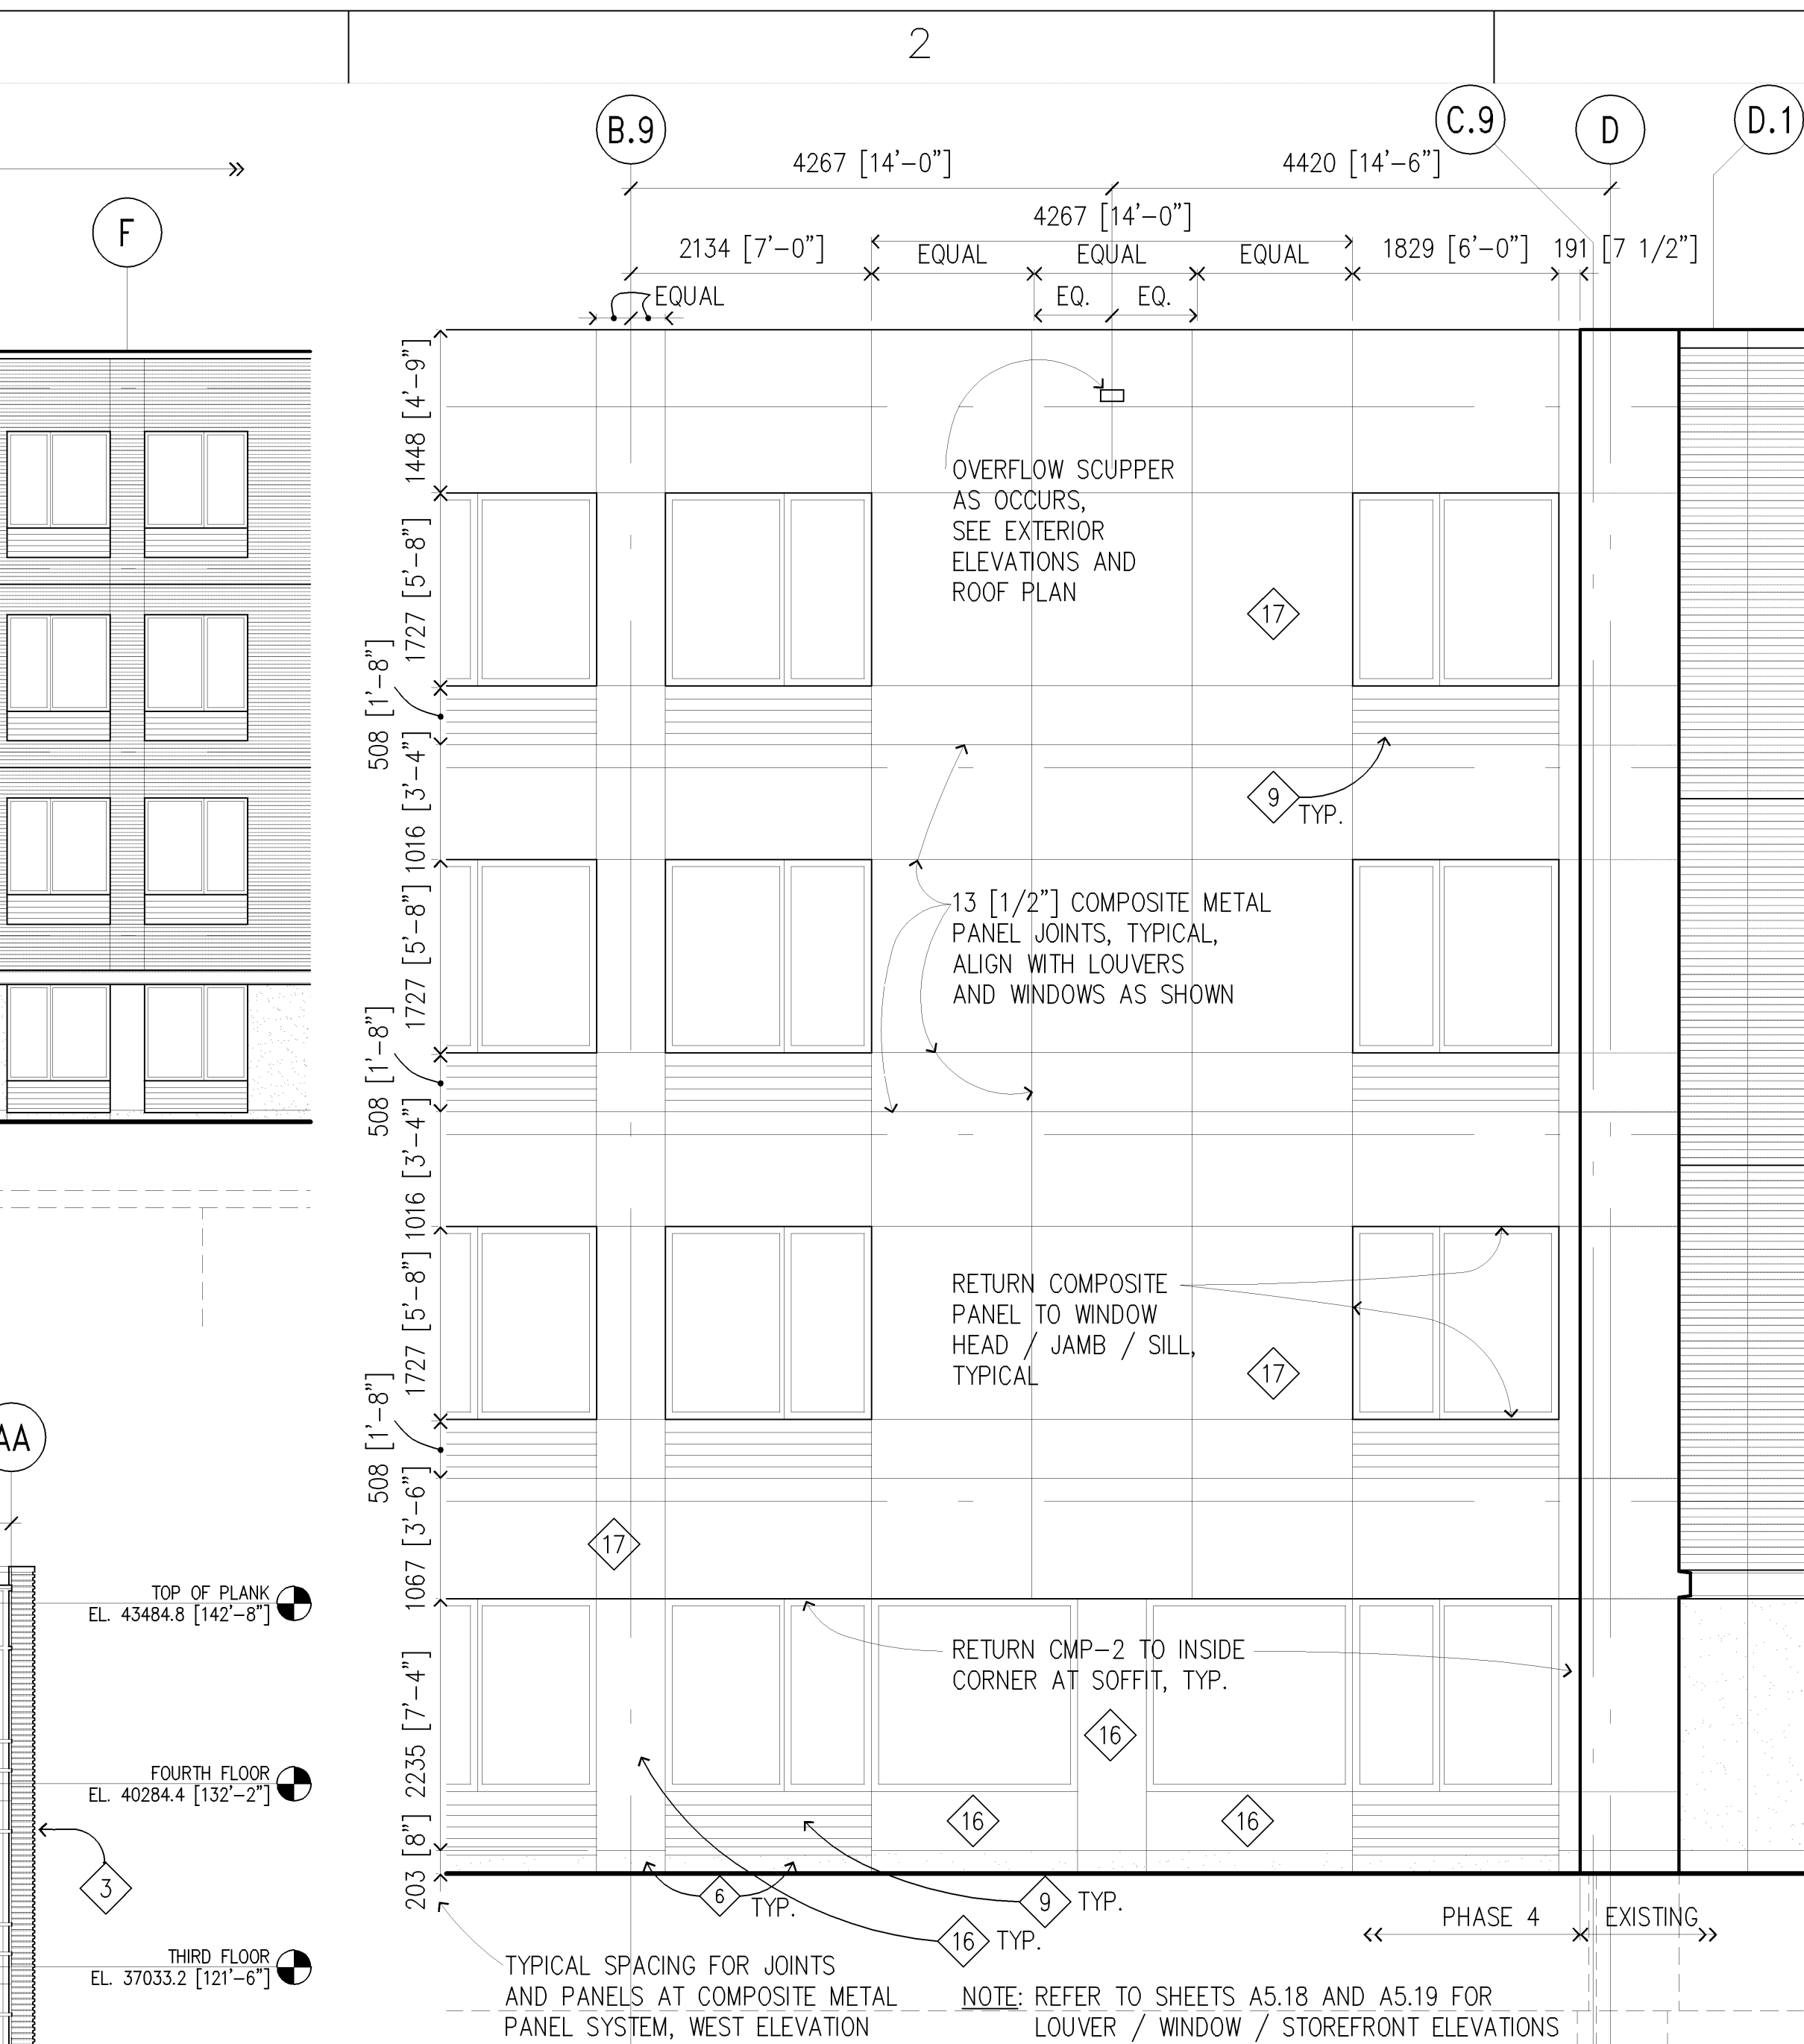 2
B.9
C.9
D
D.1
F
4267 [14'-0"]
4420 [14'-6"]
4267 [14'-0"]
2134 [7'-0"]
EQUAL
EQUAL
EQUAL
1829 [6'-0"]
191 [7 1/2"]
EQUAL
EQ.
EQ.
1448 [4'-9"]
1727 [5'-8"]
508 [1'-8"]
1016 [3'-4"]
1727 [5'-8"]
508 [1'-8"]
1016 [3'-4"]
1727 [5'-8"]
508 [1'-8"]
1067 [3'-6"]
2235 [7'-4"]
203 [8"]
OVERFLOW SCUPPER
AS OCCURS,
SEE EXTERIOR
ELEVATIONS AND
ROOF PLAN
17
9
TYP.
13 [1/2"] COMPOSITE METAL
PANEL JOINTS, TYPICAL,
ALIGN WITH LOUVERS
AND WINDOWS AS SHOWN
RETURN COMPOSITE
PANEL TO WINDOW
HEAD / JAMB / SILL,
TYPICAL
17
17
AA
TOP OF PLANK
EL. 43484.8 [142'-8"]
RETURN CMP-2 TO INSIDE
CORNER AT SOFFIT, TYP.
16
FOURTH FLOOR
EL. 40284.4 [132'-2"]
16
16
3
6
TYP.
9 TYP.
16 TYP.
PHASE 4
EXISTING
THIRD FLOOR
EL. 37033.2 [121'-6"]
TYPICAL SPACING FOR JOINTS
AND PANELS AT COMPOSITE METAL
PANEL SYSTEM, WEST ELEVATION
NOTE: REFER TO SHEETS A5.18 AND A5.19 FOR
LOUVER / WINDOW / STOREFRONT ELEVATIONS